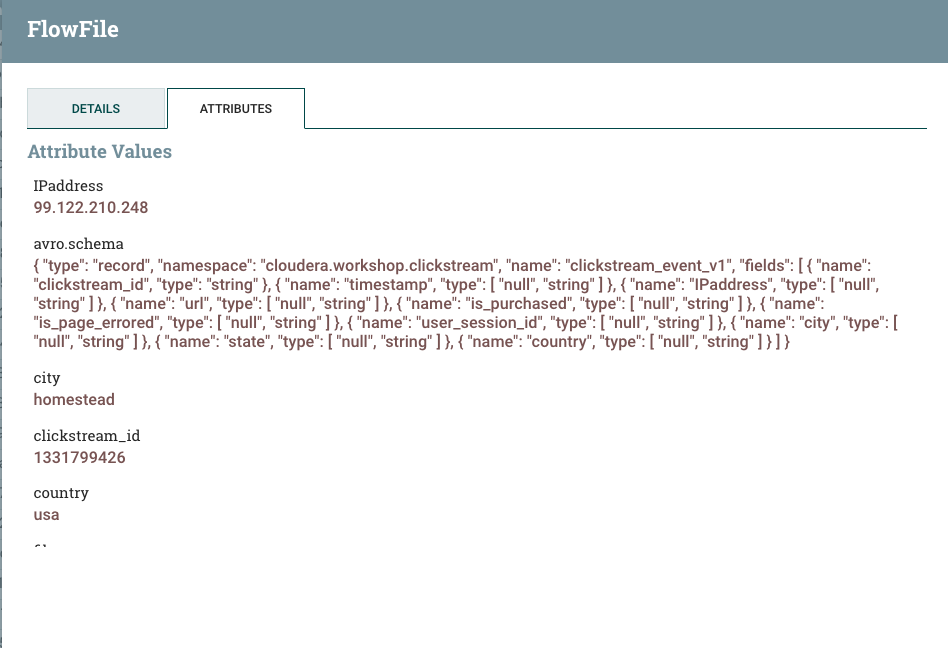 FlowFile
DETAILS
ATTRIBUTES
Attribute Values
IPaddress
99.122.210.248
avro.schema
{ "type": "record", "namespace": "cloudera.workshop.clickstream", "name": "clickstream_event_v1", "fields": [ { "name":
"clickstream_id", "type": "string" }, { "name": "timestamp", "type": [ "null", "string" ] }, { "name": "IPaddress", "type": [ "null",
"string" ] }, { "name": "url", "type": [ "null", "string" ] }, { "name": "is_purchased", "type": [ "null", "string" ] }, { "name":
"is_page_errored", "type": [ "null", "string" ] }, { "name": "user_session_id", "type": [ "null", "string" ] }, { "name": "city", "type": [
"null", "string" ] }, { "name": "state", "type": [ "null", "string" ] }, { "name": "country", "type": [ "null", "string" ] } ] }
city
homestead
clickstream_id
1331799426
country
usa